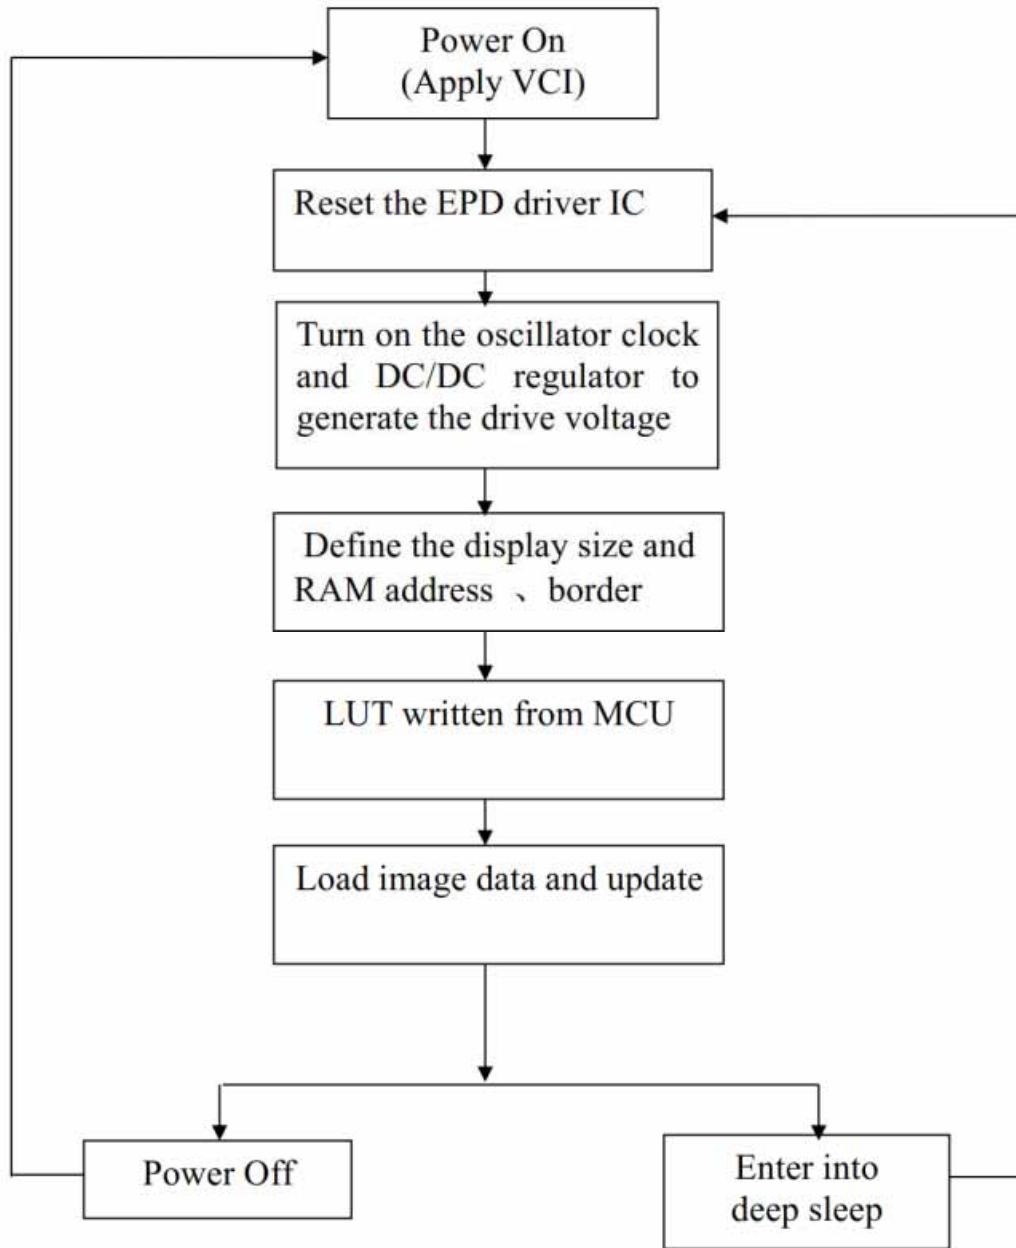 Power On
(Apply VCI)
Reset the EPD driver IC
Turn on the oscillator clock
and DC/DC regulator to
generate the drive voltage
Define the display size and
RAM address 、border
LUT written from MCU
Load image data and update
Power Off
Enter into
deep sleep